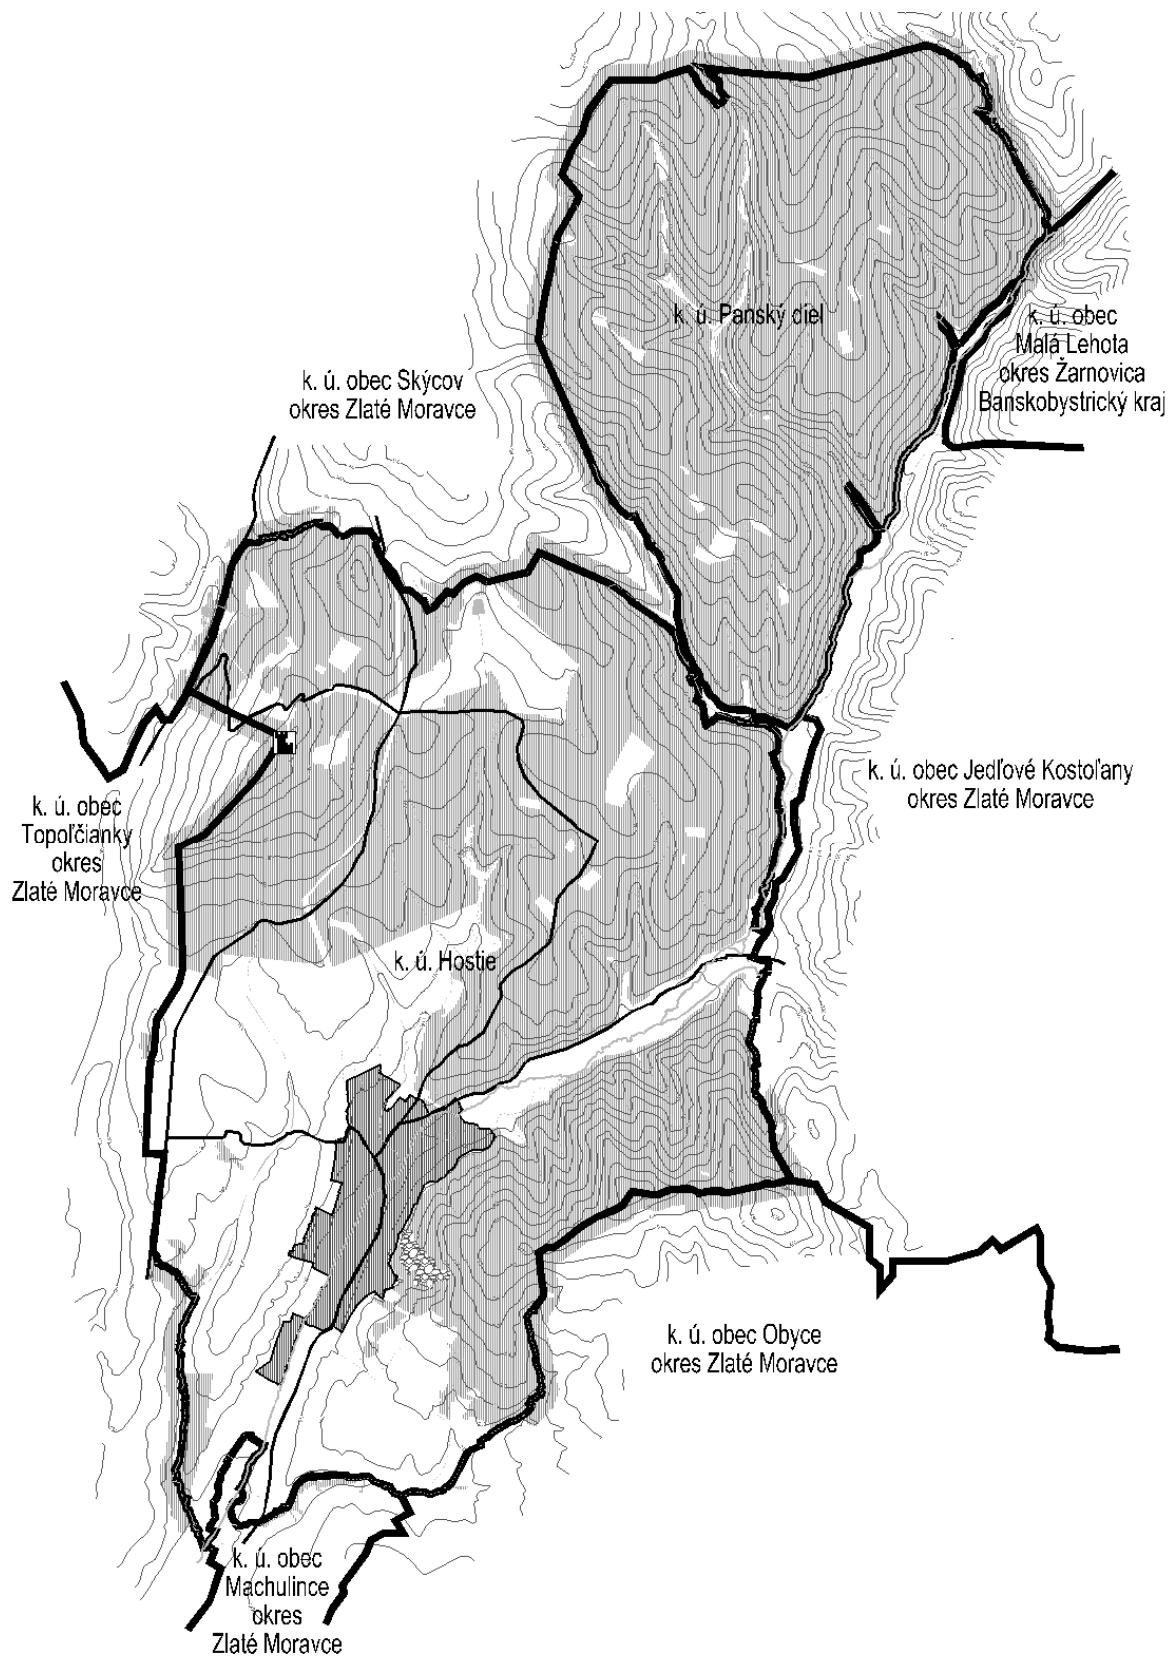 k. ú. Panský diel
k. ú. obec
Malá Lehota
okres Žarnovica
Banskobystrický kraj
k. ú. obec Skýcov
okres Zlaté Moravce
k. ú. obec Jedľové Kostoľany
okres Zlaté Moravce
k. ú. obec
Topoľčianky
okres
Zlaté Moravce
k. ú. Hostie
k. ú. obec Obyce
okres Zlaté Moravce
k. ú. obec
Machulince
okres
Zlaté Moravce